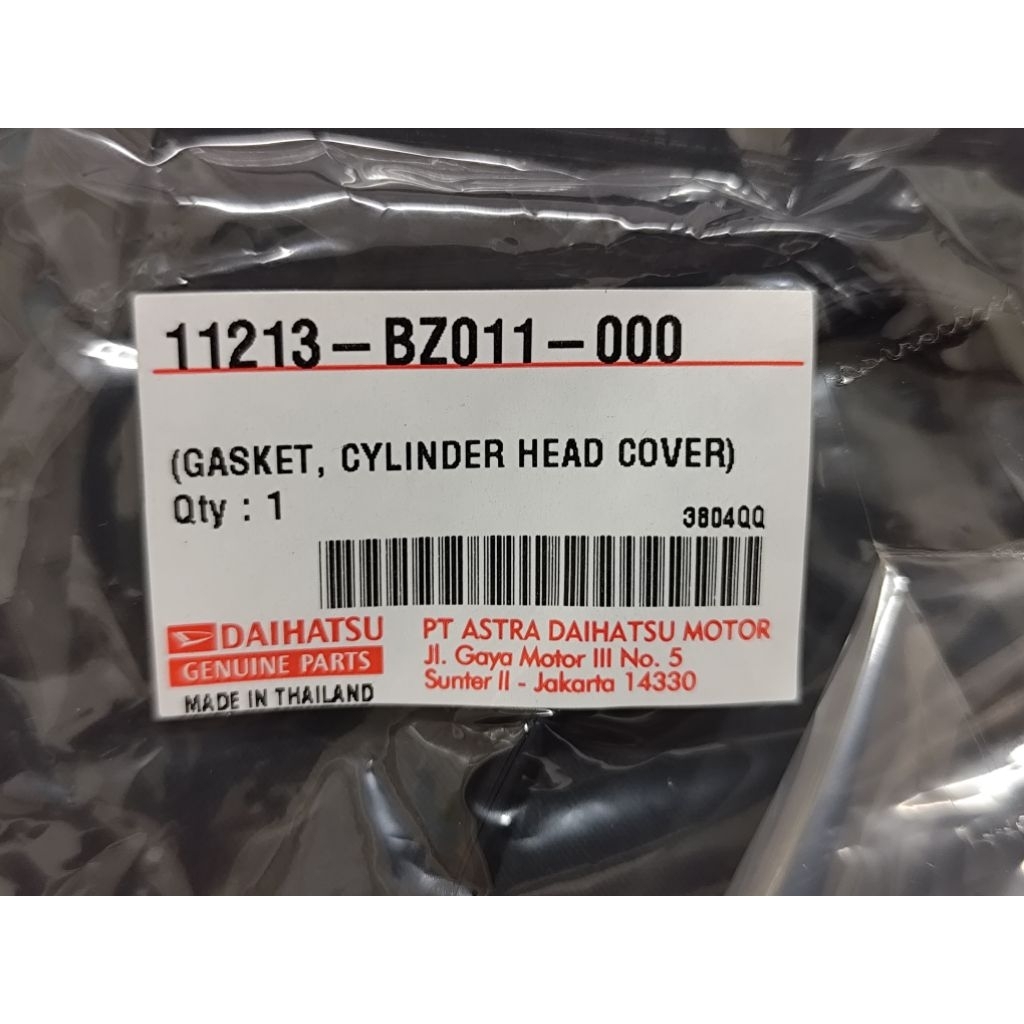 11213-BZ011-000
(GASKET, CYLINDER HEAD COVER)
Qty : 1
3804QQ
DAIHATSU
GENUINE PARTS
MADE IN THAILAND
PT ASTRA DAIHATSU MOTOR
Jl. Gaya Motor III No. 5
Sunter II - Jakarta 14330